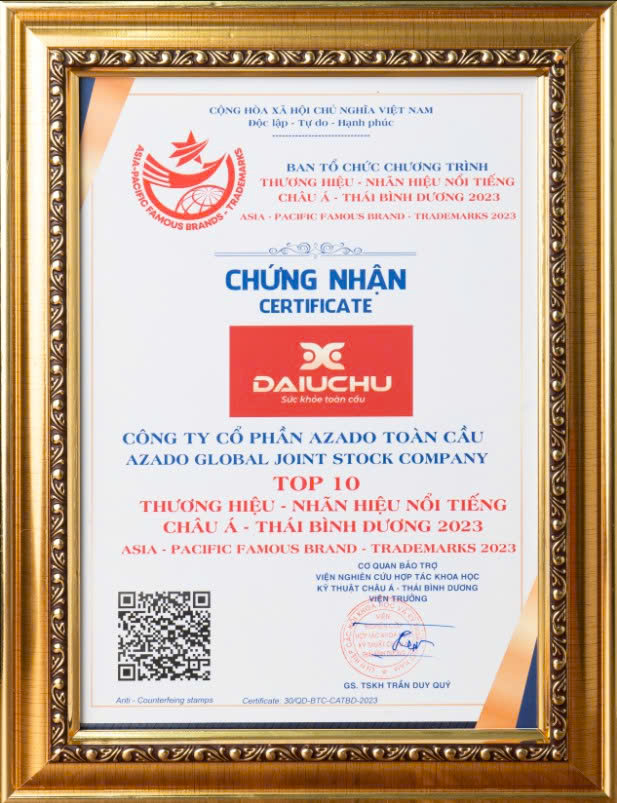 CỘNG HÒA XÃ HỘI CHỦ NGHĨA VIỆT NAM
Độc lập - Tự do - Hạnh phúc
ASIA-PACIFIC FAMOUS BRANDS - TRADEMARKS
BAN TỔ CHỨC CHƯƠNG TRÌNH
THƯƠNG HIỆU - NHÃN HIỆU NỔI TIẾNG
CHÂU Á - THÁI BÌNH DƯƠNG 2023
ASIA - PACIFIC FAMOUS BRAND - TRADEMARKS 2023
CHỨNG NHẬN
CERTIFICATE
DAIUCHU
Sức khỏe toàn cầu
CÔNG TY CỔ PHẦN AZADO TOÀN CẦU
AZADO GLOBAL JOINT STOCK COMPANY
TOP 10
THƯƠNG HIỆU - NHÃN HIỆU NỔI TIẾNG
CHÂU Á - THÁI BÌNH DƯƠNG 2023
ASIA - PACIFIC FAMOUS BRAND - TRADEMARKS 2023
CƠ QUAN BẢO TRỢ
VIỆN NGHIÊN CỨU HỢP TÁC KHOA HỌC
KỸ THUẬT CHÂU Á - THÁI BÌNH DƯƠNG
VIỆN TRƯỞNG
GS. TSKH TRẦN DUY QUÝ
Anti - Counterfeing stamps
Certificate: 30/QD-BTC-CATBD-2023